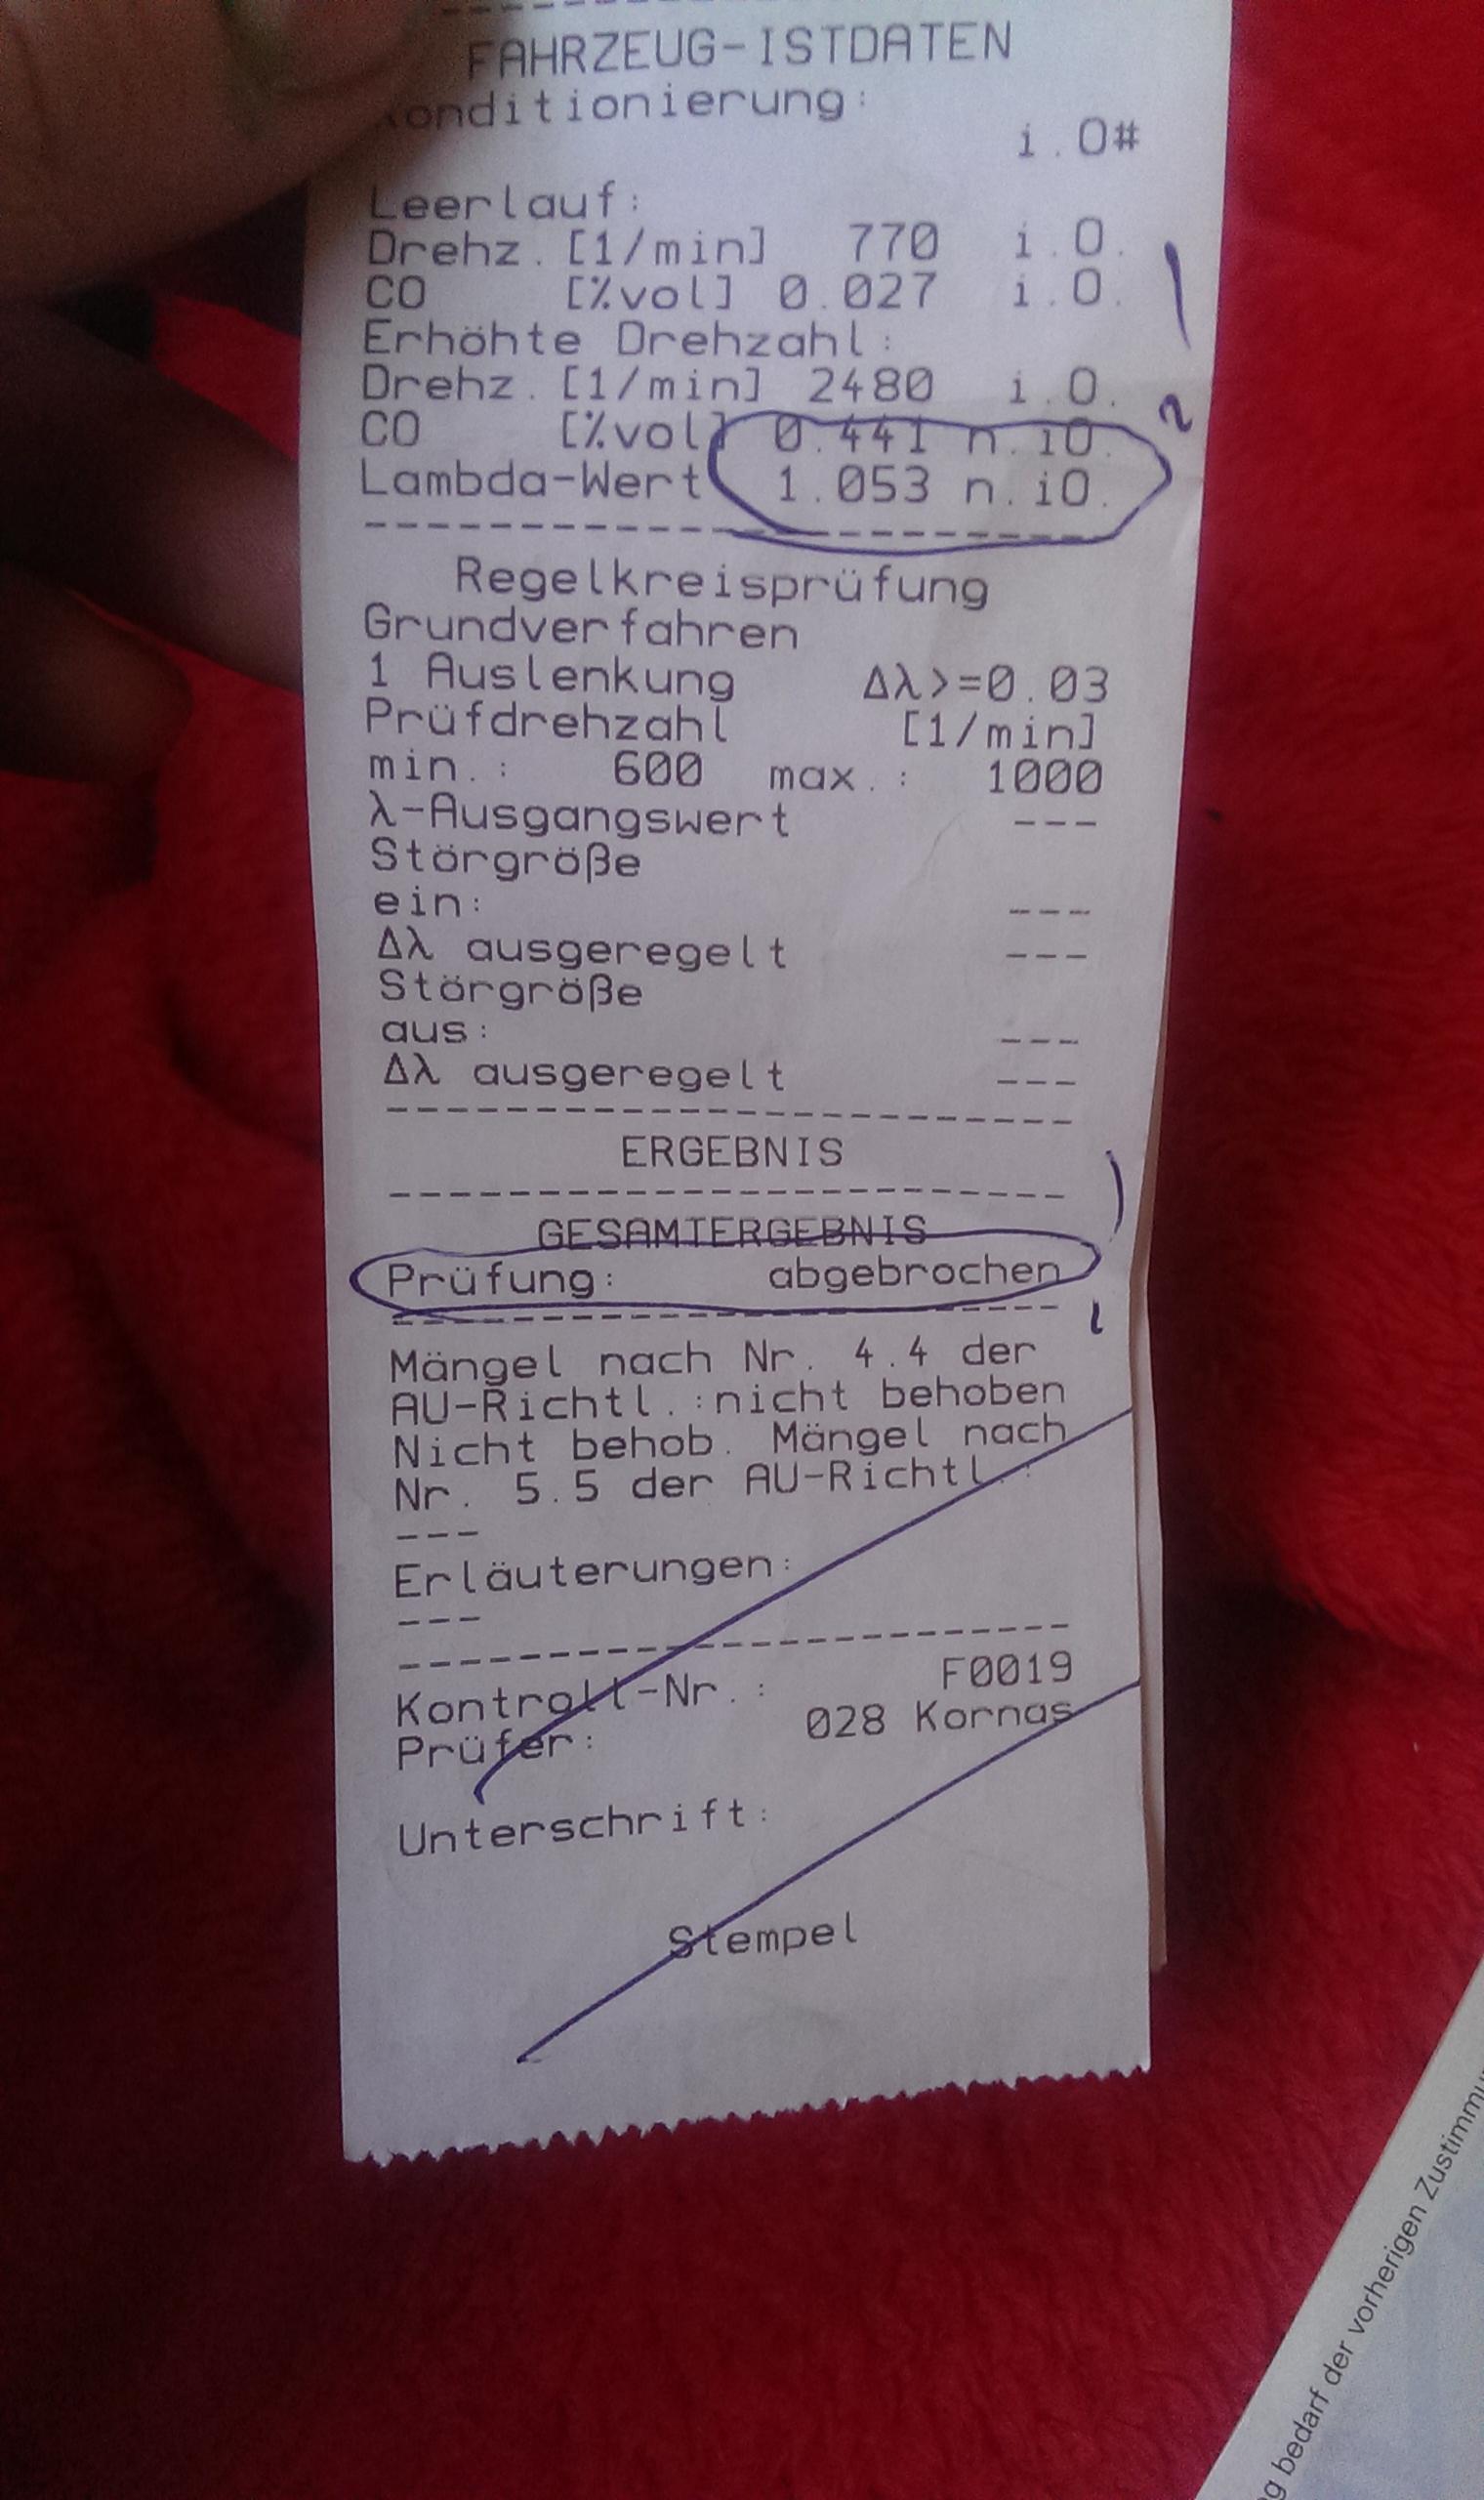 FAHRZEUG-ISTDATEN
Konditionierung:
i.O#
Leerlauf:
Drehz.[1/min] 770 i.O.
CO [%vol] 0.027 i.O.
Erhöhte Drehzahl:
Drehz.[1/min] 2480 i.O.
CO [%vol] 0.441 n.iO.
Lambda-Wert 1.053 n.iO.
Regelkreisprüfung
Grundverfahren
1 Auslenkung Δλ>=0.03
Prüfdrehzahl [1/min]
min.: 600 max.: 1000
λ-Ausgangswert ---
Störgröße
ein: ---
Δλ ausgeregelt ---
Störgröße
aus: ---
Δλ ausgeregelt ---
ERGEBNIS
GESAMTERGEBNIS
Prüfung: abgebrochen
Mängel nach Nr. 4.4 der
AU-Richtl.:nicht behoben
Nicht behob. Mängel nach
Nr. 5.5 der AU-Richtl.:
---
Erläuterungen:
---
Kontroll-Nr.: F0019
Prüfer: 028 Kornas
Unterschrift:
Stempel
bedarf der vorherigen